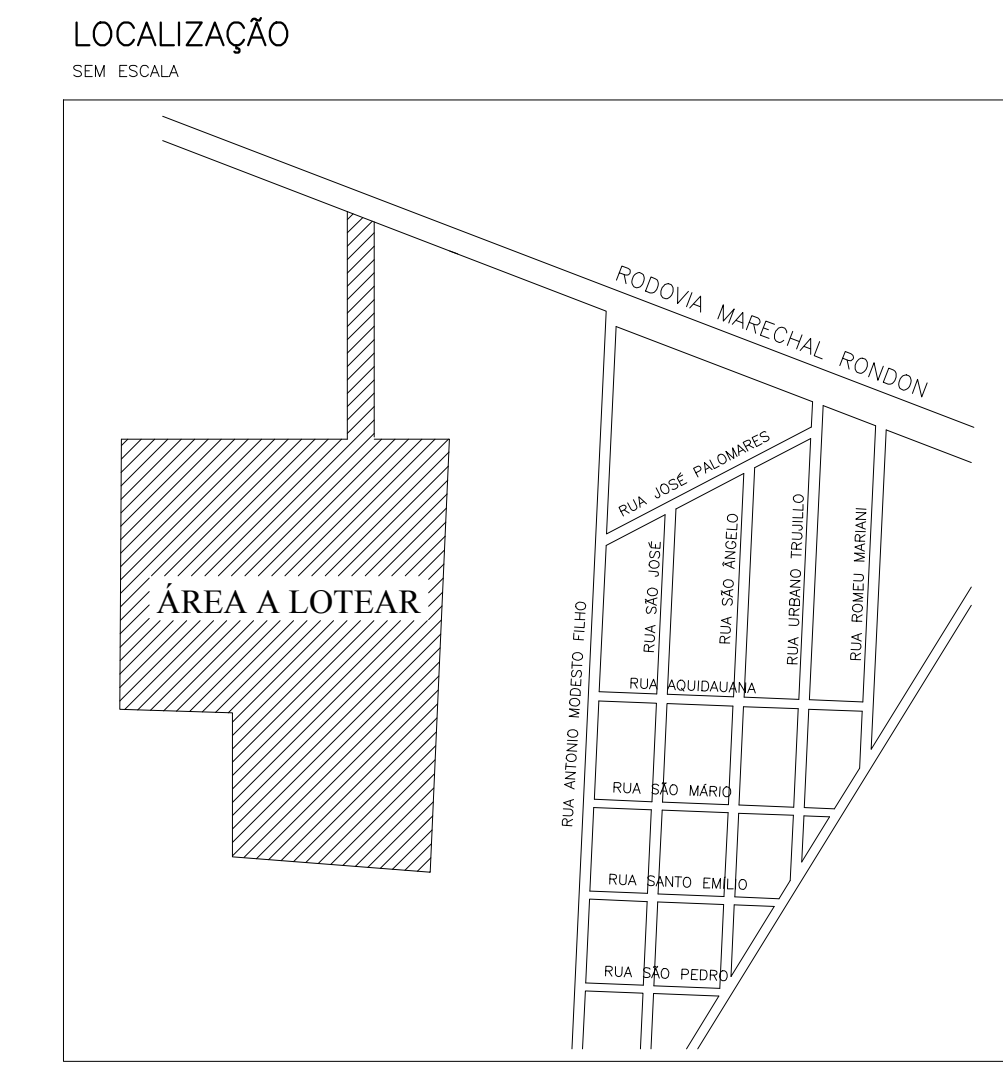 LOCALIZAÇÃO
SEM ESCALA
RODOVIA MARECHAL RONDON
RUA JOSÉ PALOMARES
RUA SÃO JOSÉ
RUA SÃO ÂNGELO
RUA URBANO TRUJILLO
RUA ROMEU MARIANI
ÁREA A LOTEAR
RUA ANTONIO MODESTO FILHO
RUA AQUIDAUANA
RUA SÃO MÁRIO
RUA SANTO EMÍLIO
RUA SÃO PEDRO